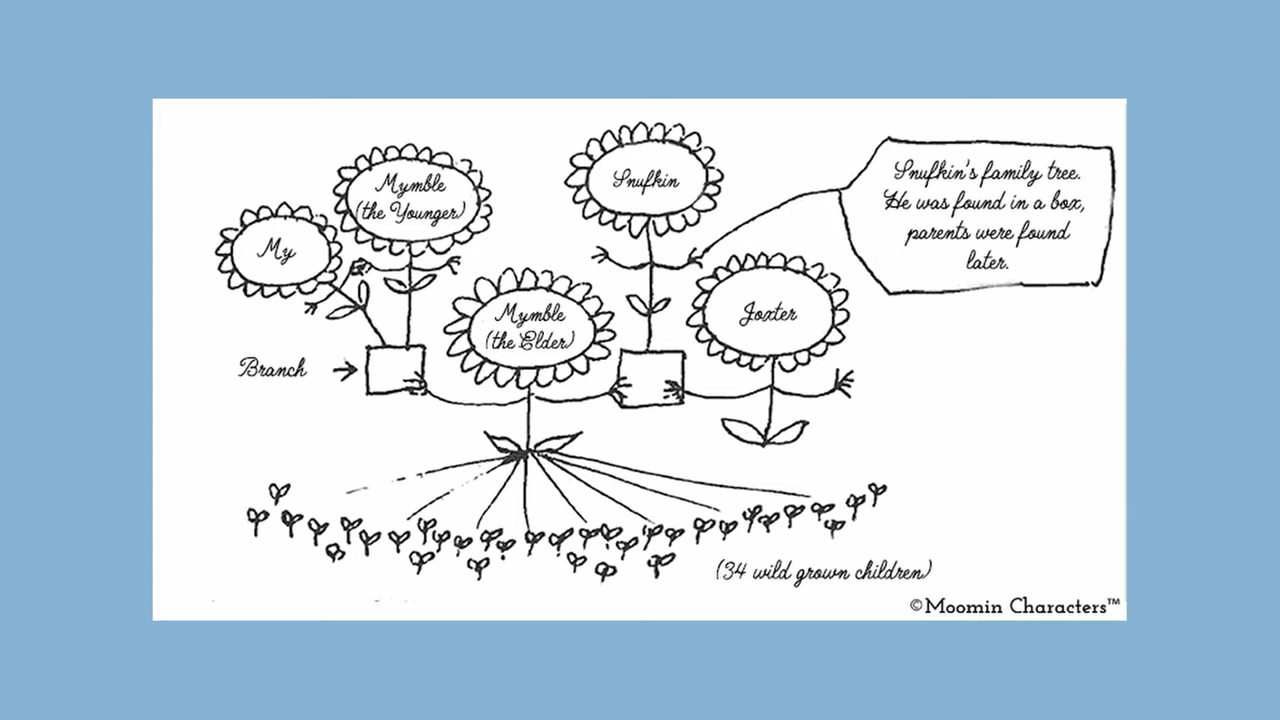 Mymble
(the Younger)
Snufkin
Snufkin's family tree.
He was found in a box,
parents were found
later.
My
Mymble
(the Elder)
Joxter
Branch
(34 wild grown children)
©Moomin Characters™